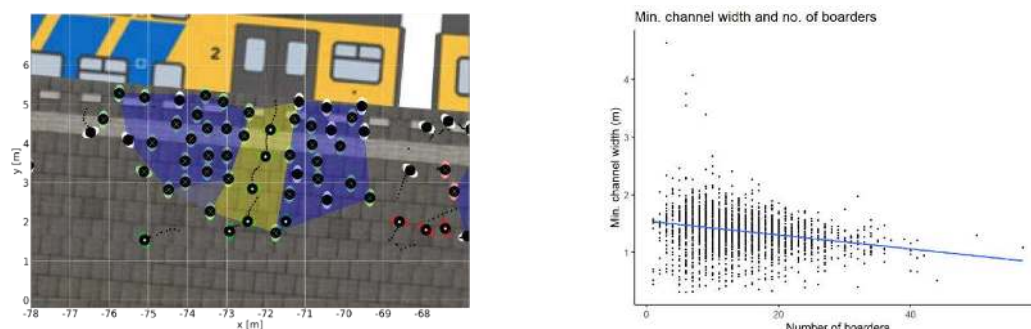 6
5
4
3
2
1
0
y [m]
2
-78 -77 -76 -75 -74 -73 -72 -71 -70 -69 -68
x [m]
Min. channel width and no. of boarders
Min. channel width (m)
4
3
2
1
0 20 40
Number of boarders